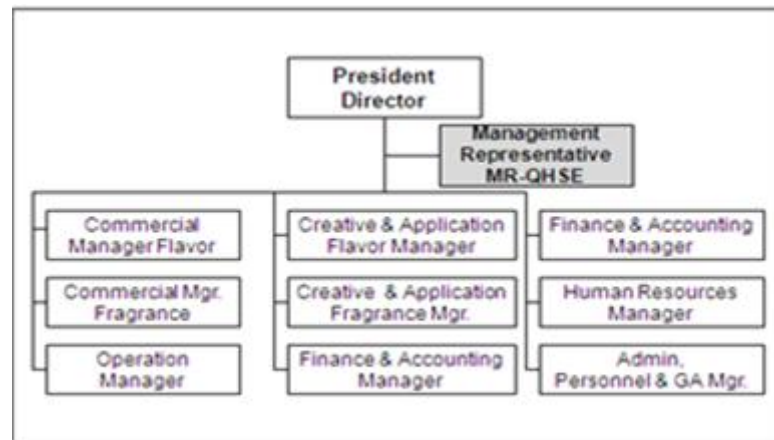 President
Director
Management
Representative
MR-QHSE
Commercial
Manager Flavor
Creative & Application
Flavor Manager
Finance & Accounting
Manager
Commercial Mgr.
Fragrance
Creative & Application
Fragrance Mgr.
Human Resources
Manager
Operation
Manager
Finance & Accounting
Manager
Admin,
Personnel & GA Mgr.